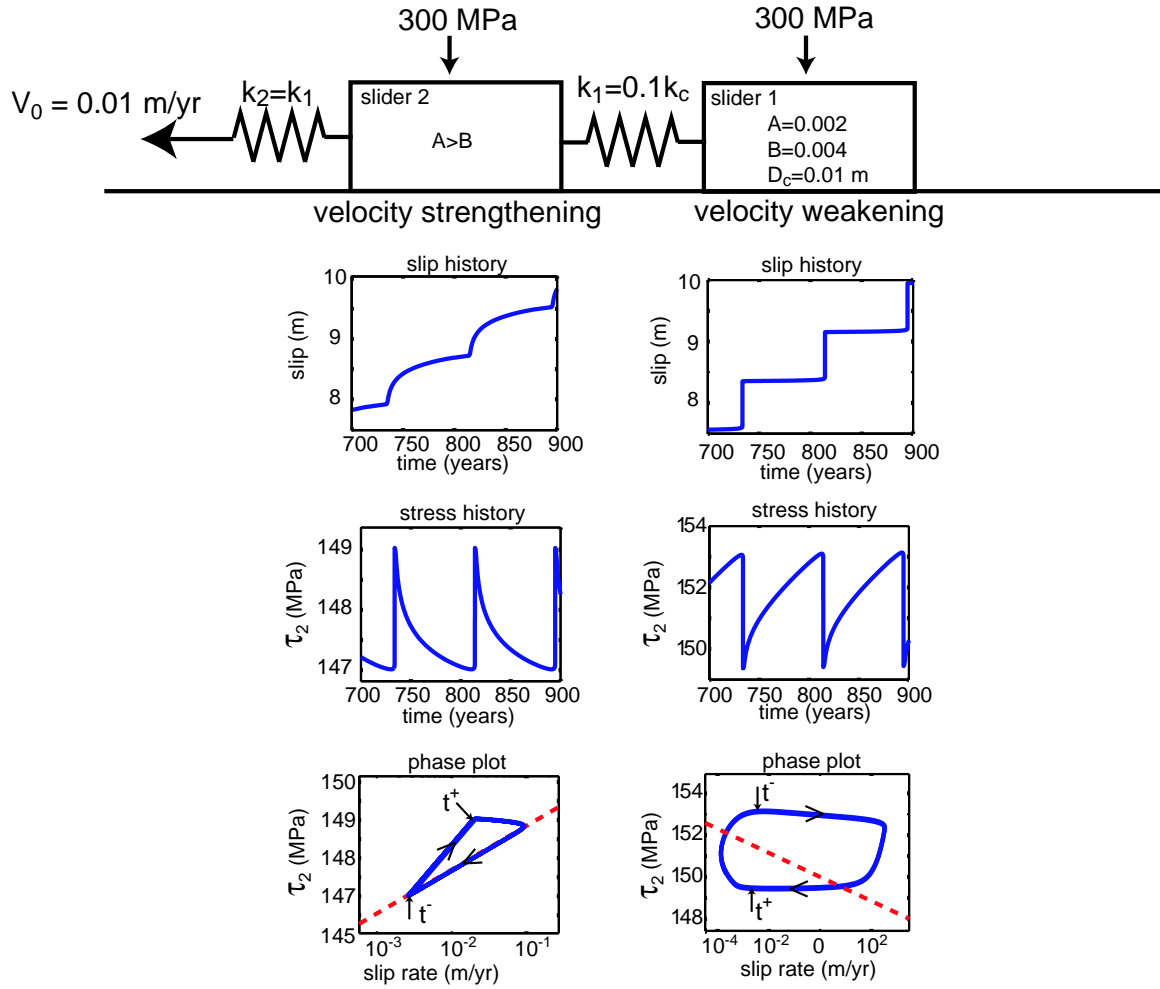 300 MPa 300 MPa
V0 = 0.01 m/yr
k2=k1
k1=0.1kc
slider 2
A>B
slider 1
A=0.002
B=0.004
Dc=0.01 m
velocity strengthening velocity weakening
slip history
10
9
8
slip (m)
700 750 800 850 900
time (years)
slip history
10
9
8
slip (m)
700 750 800 850 900
time (years)
stress history
149
148
147
τ2 (MPa)
700 750 800 850 900
time (years)
stress history
154
152
150
τ2 (MPa)
700 750 800 850 900
time (years)
phase plot
150
149
148
147
145
τ2 (MPa)
t+
t-
10-3 10-2 10-1
slip rate (m/yr)
phase plot
154
152
150
148
τ2 (MPa)
t-
t+
10-4 10-2 0 102
slip rate (m/yr)